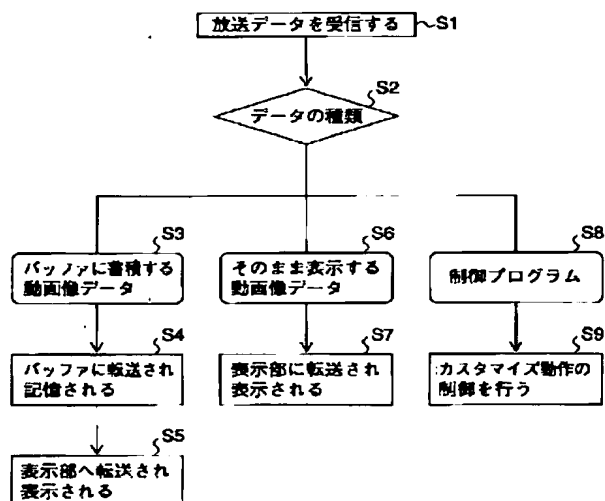 放送データを受信する
S1
S2
データの種類
S3
バッファに蓄積する
動画像データ
S6
そのまま表示する
動画像データ
S8
制御プログラム
S4
バッファに転送され
記憶される
S7
表示部に転送され
表示される
S9
カスタマイズ動作の
制御を行う
S5
表示部へ転送され
表示される